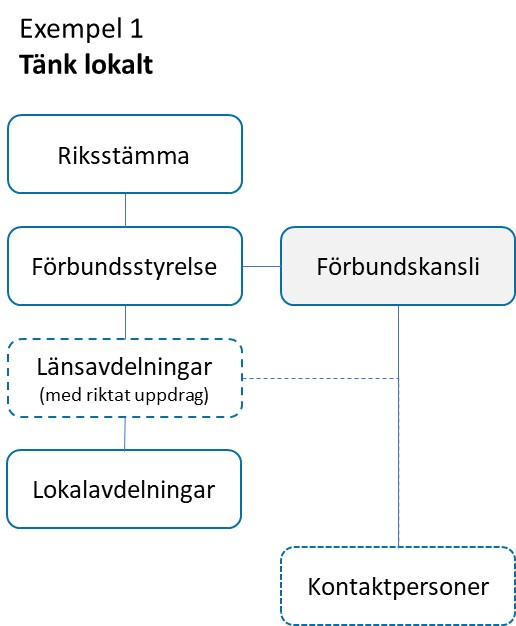 Exempel 1
Tänk lokalt
Riksstämma
Förbundsstyrelse
Förbundskansli
Länsavdelningar
(med riktat uppdrag)
Lokalavdelningar
Kontaktpersoner